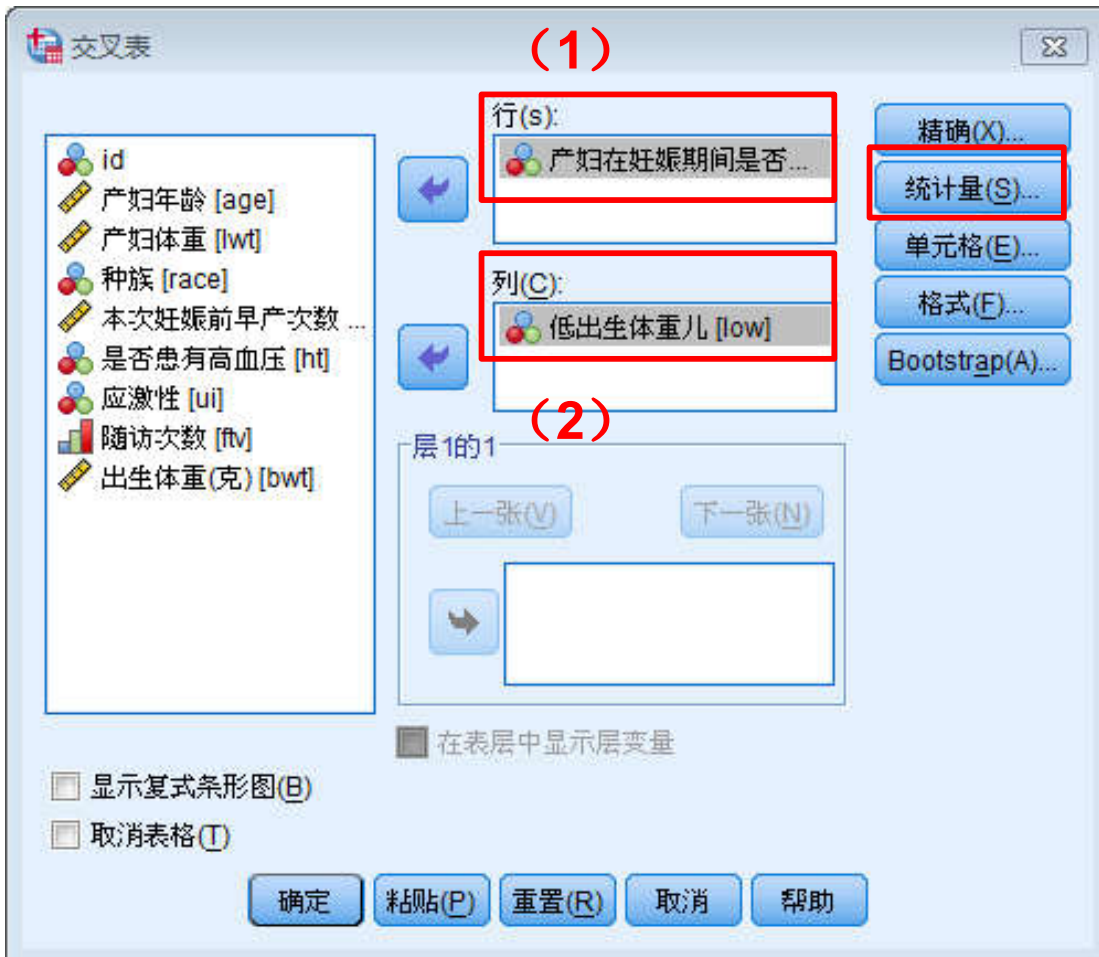 交叉表
（1）
行(s):
产妇在妊娠期间是否...
列(C):
低出生体重儿 [low]
（2）
id
产妇年龄 [age]
产妇体重 [lwt]
种族 [race]
本次妊娠前早产次数 ...
是否患有高血压 [ht]
应激性 [ui]
随访次数 [ftv]
出生体重(克) [bwt]
层1的1
上一张(V)
下一张(N)
在表层中显示层变量
精确(X)...
统计量(S)...
单元格(E)...
格式(F)...
Bootstrap(A)...
显示复式条形图(B)
取消表格(T)
确定
粘贴(P)
重置(R)
取消
帮助